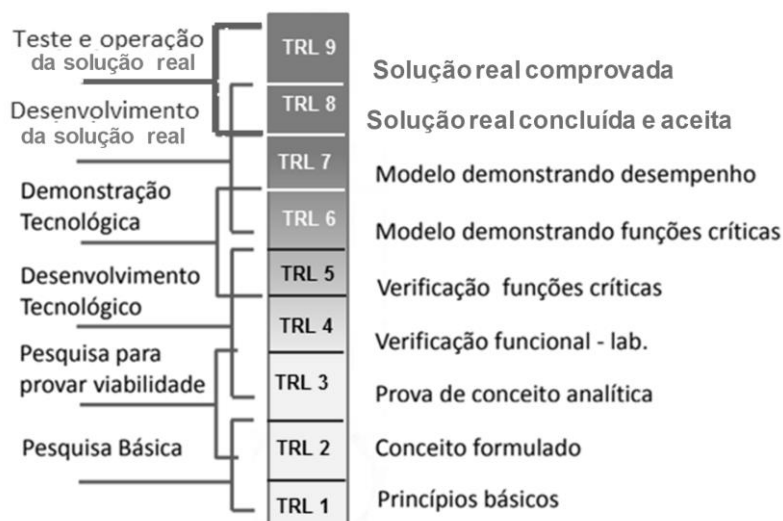 Teste e operação
da solução real
Desenvolvimento
da solução real
Demonstração
Tecnológica
Desenvolvimento
Tecnológico
Pesquisa para
provar viabilidade
Pesquisa Básica
TRL 9
TRL 8
TRL 7
TRL 6
TRL 5
TRL 4
TRL 3
TRL 2
TRL 1
Solução real comprovada
Solução real concluída e aceita
Modelo demonstrando desempenho
Modelo demonstrando funções críticas
Verificação funções críticas
Verificação funcional - lab.
Prova de conceito analítica
Conceito formulado
Princípios básicos